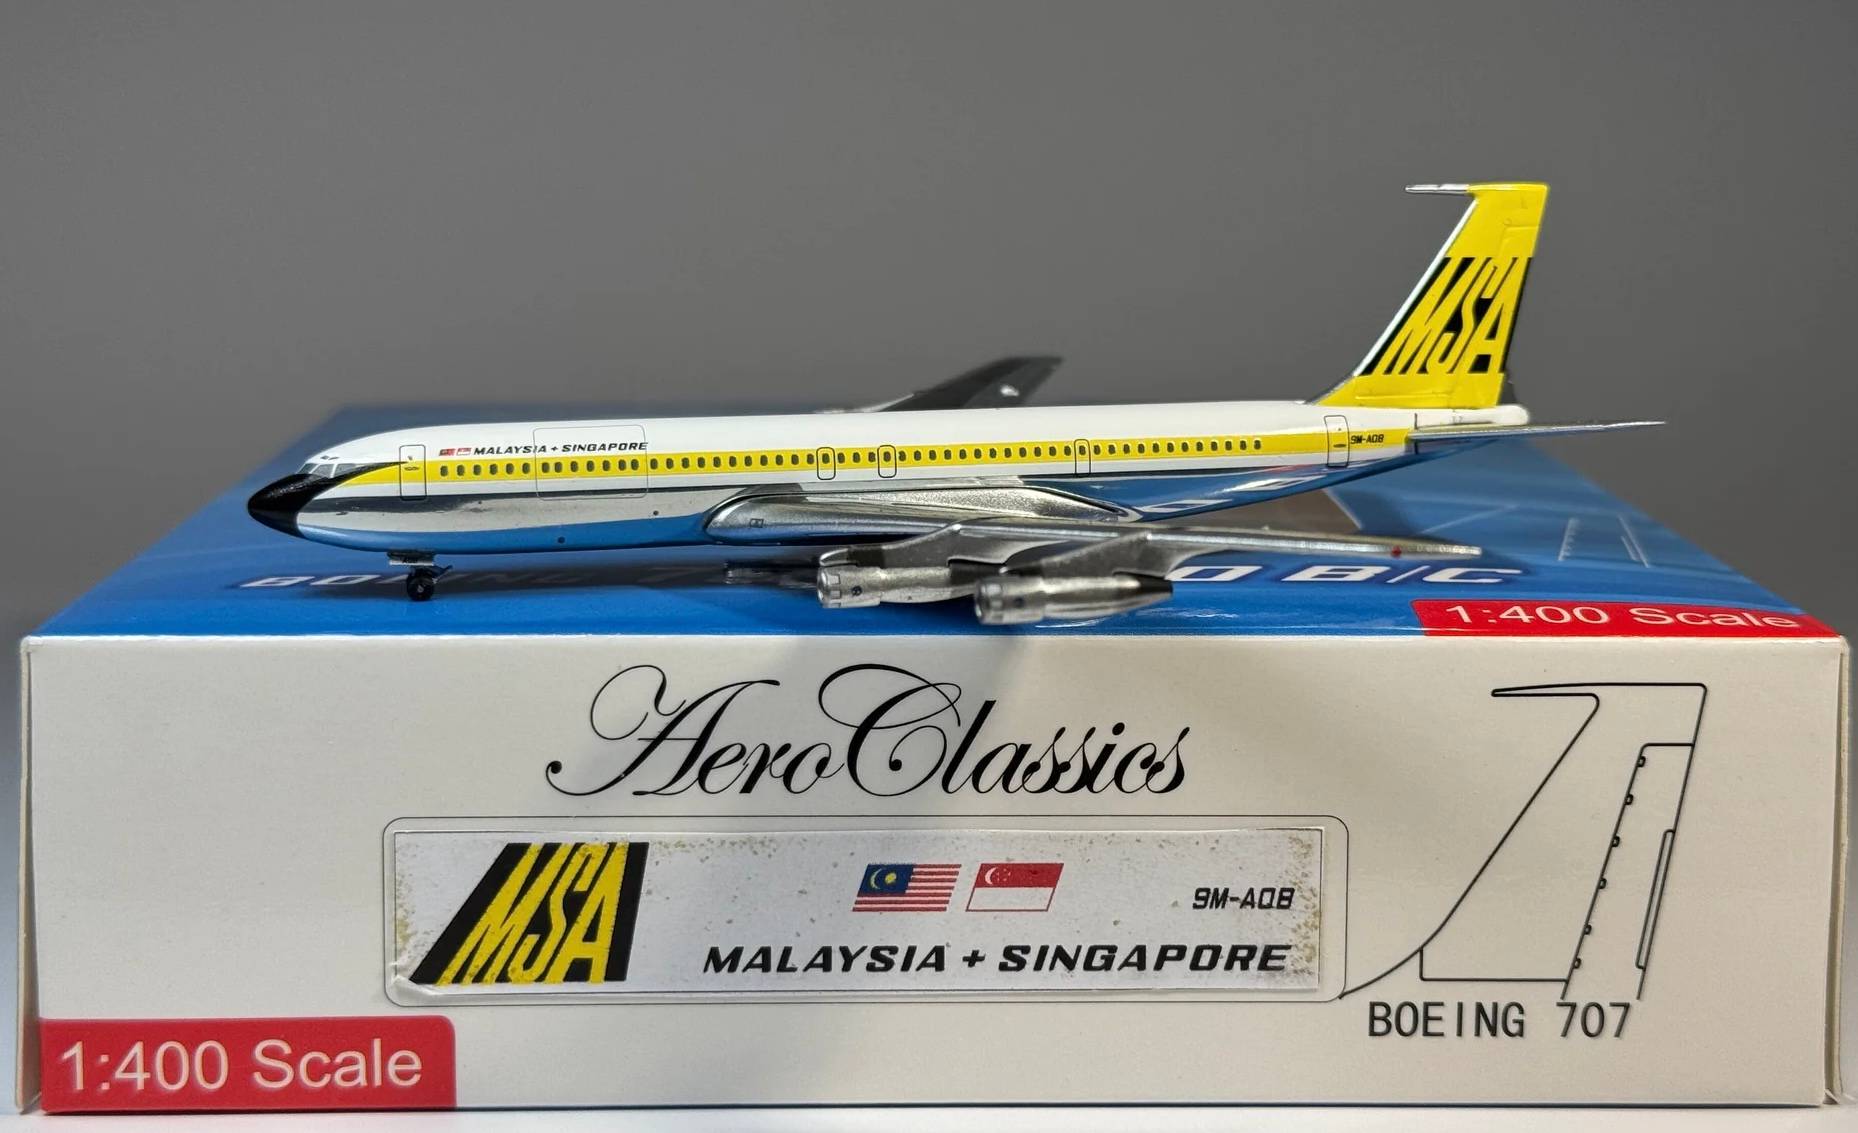 MSA
MALAYSIA + SINGAPORE
9M-AQB
B/C
1:400 Scale
AeroClassics
MSA
9M-AQB
MALAYSIA + SINGAPORE
BOEING 707
1:400 Scale